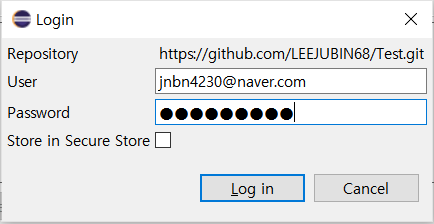 Login
Repository https://github.com/LEEJUBIN68/Test.git
User jnbn4230@naver.com
Password ●●●●●●●●●
Store in Secure Store
Log in Cancel